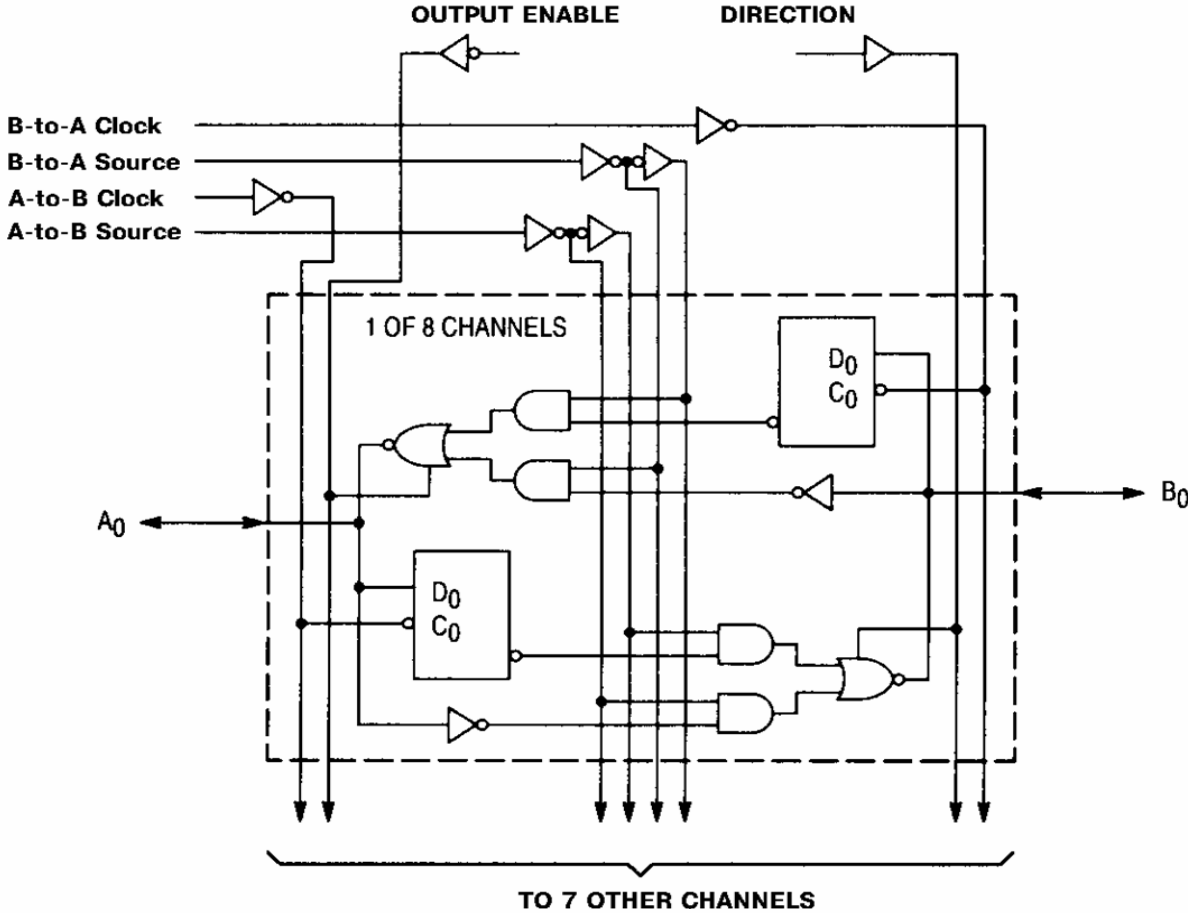 OUTPUT ENABLE
DIRECTION
B-to-A Clock
B-to-A Source
A-to-B Clock
A-to-B Source
1 OF 8 CHANNELS
D0
C0
A0
B0
D0
C0
TO 7 OTHER CHANNELS